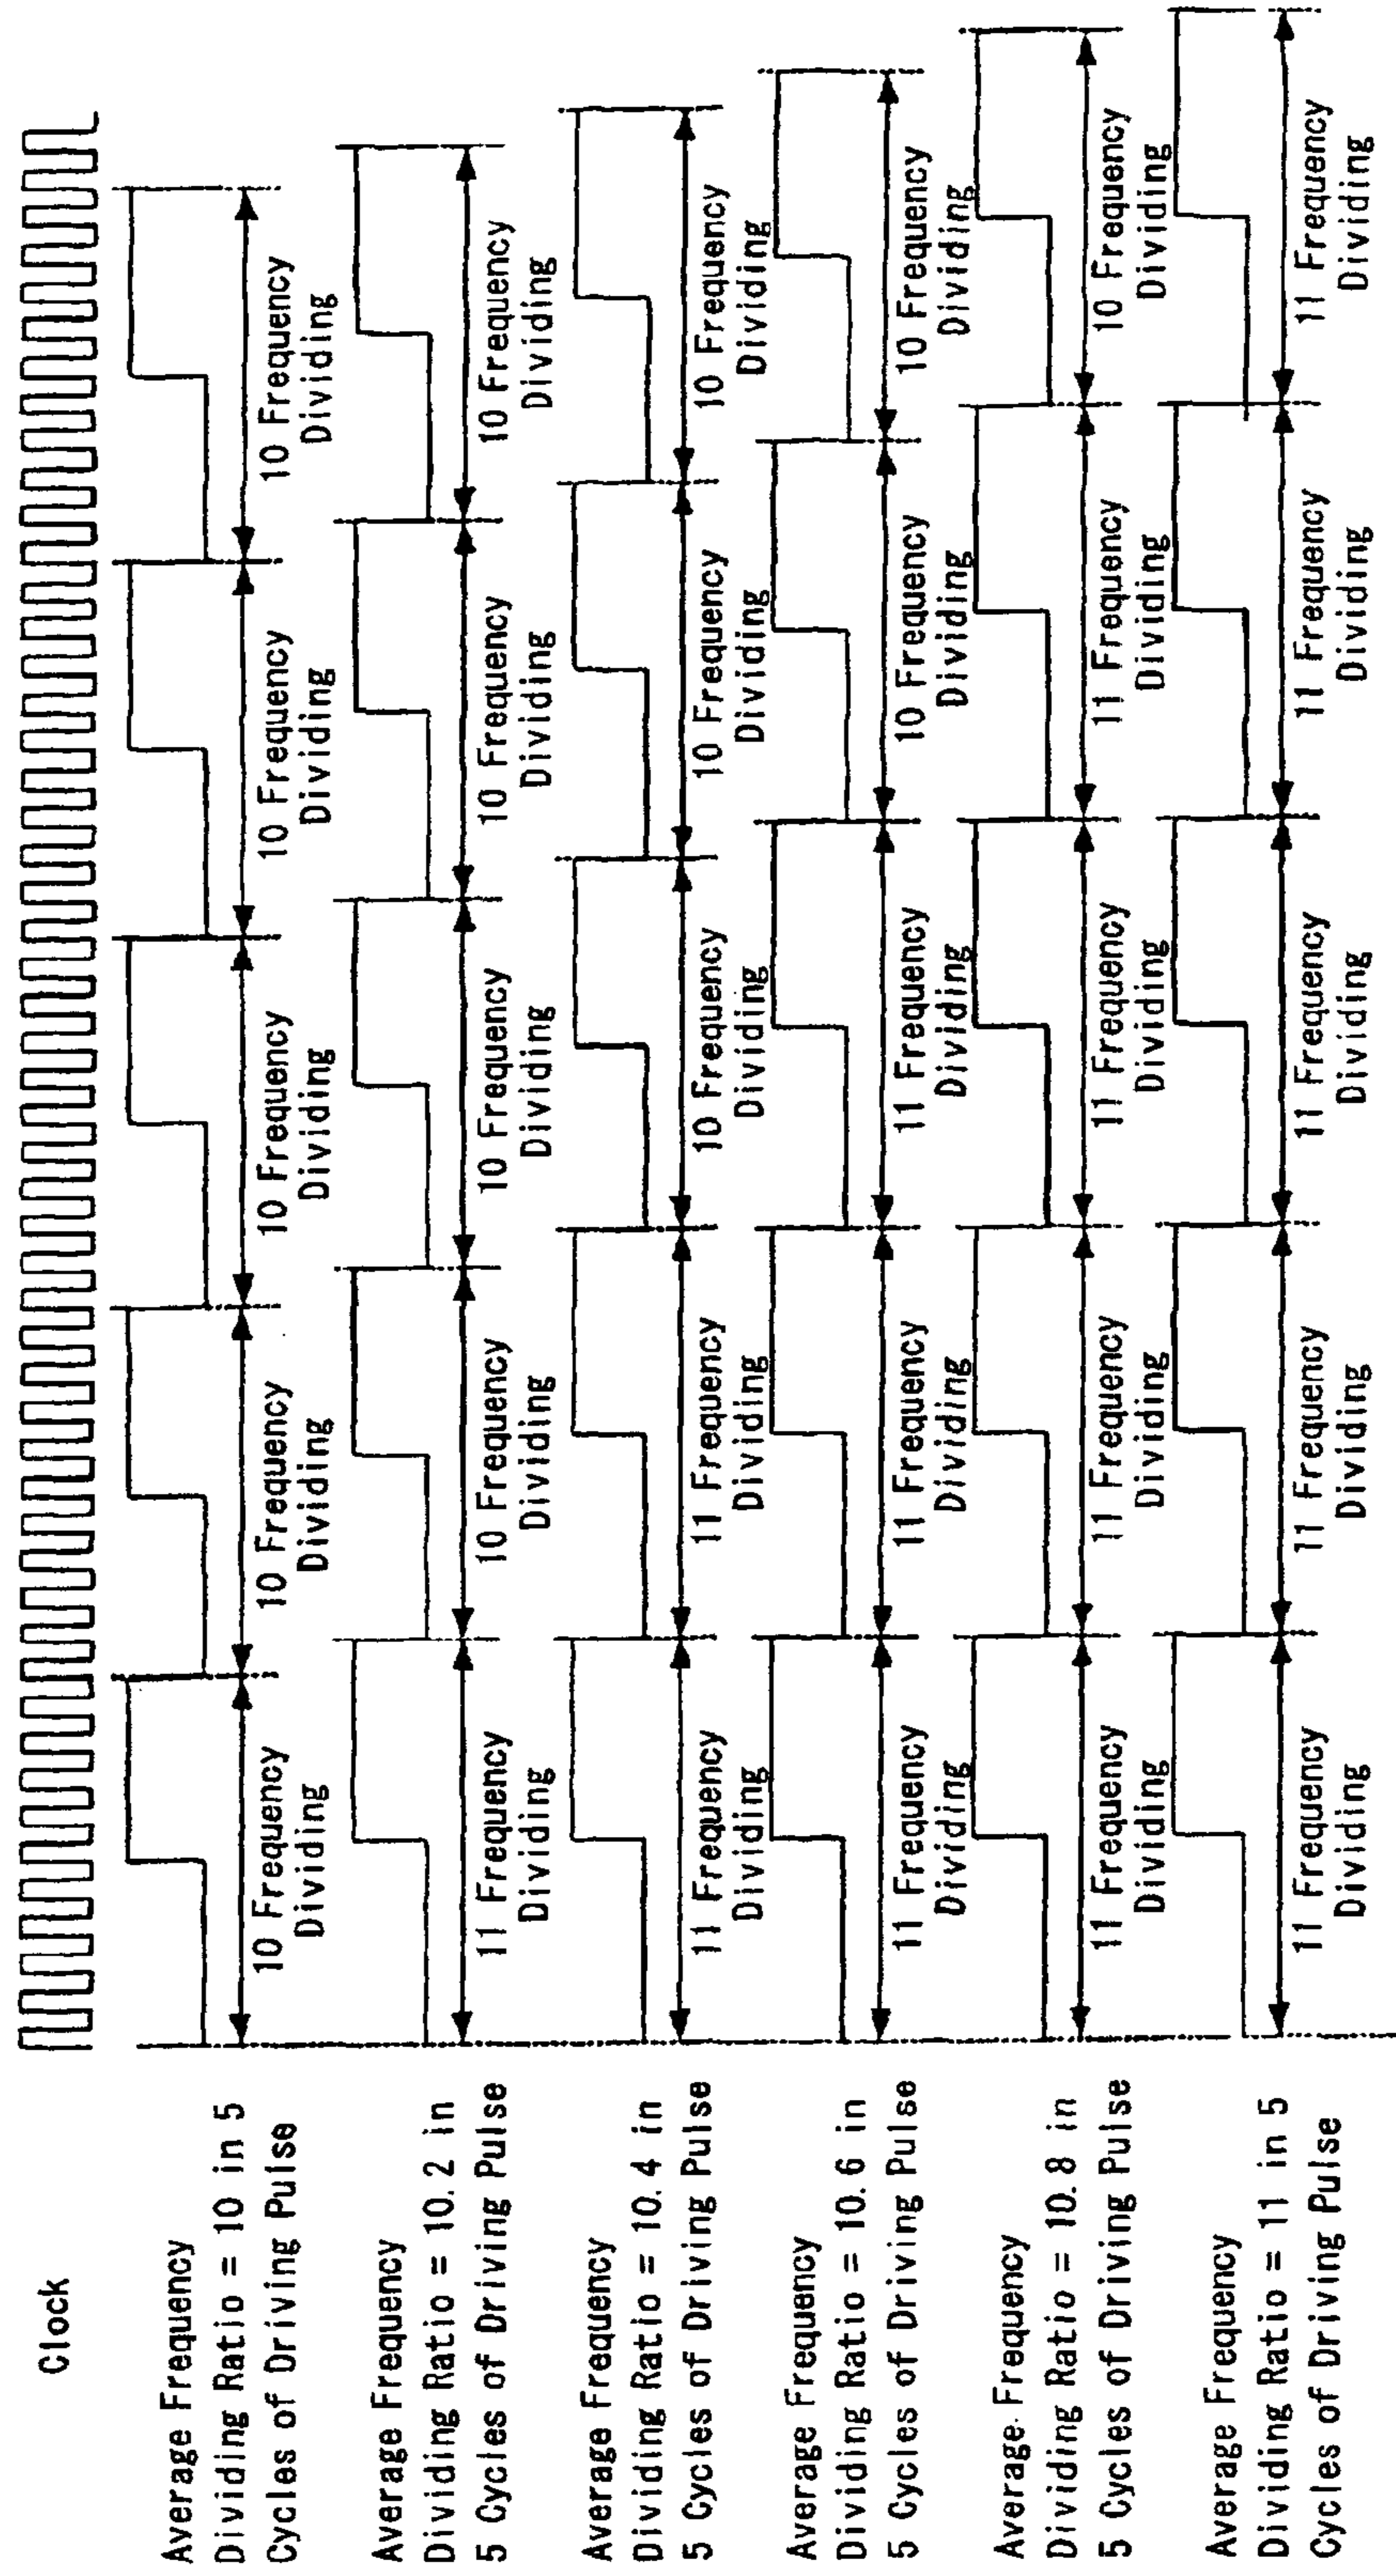 Clock
Average Frequency
Dividing Ratio = 10 in 5
Cycles of Driving Pulse
10 Frequency
Dividing
10 Frequency
Dividing
10 Frequency
Dividing
10 Frequency
Dividing
10 Frequency
Dividing
Average Frequency
Dividing Ratio = 10.2 in
5 Cycles of Driving Pulse
11 Frequency
Dividing
10 Frequency
Dividing
10 Frequency
Dividing
10 Frequency
Dividing
10 Frequency
Dividing
Average Frequency
Dividing Ratio = 10.4 in
5 Cycles of Driving Pulse
11 Frequency
Dividing
11 Frequency
Dividing
10 Frequency
Dividing
10 Frequency
Dividing
10 Frequency
Dividing
Average Frequency
Dividing Ratio = 10.6 in
5 Cycles of Driving Pulse
11 Frequency
Dividing
11 Frequency
Dividing
11 Frequency
Dividing
10 Frequency
Dividing
10 Frequency
Dividing
Average Frequency
Dividing Ratio = 10.8 in
5 Cycles of Driving Pulse
11 Frequency
Dividing
11 Frequency
Dividing
11 Frequency
Dividing
11 Frequency
Dividing
10 Frequency
Dividing
Average Frequency
Dividing Ratio = 11 in 5
Cycles of Driving Pulse
11 Frequency
Dividing
11 Frequency
Dividing
11 Frequency
Dividing
11 Frequency
Dividing
11 Frequency
Dividing